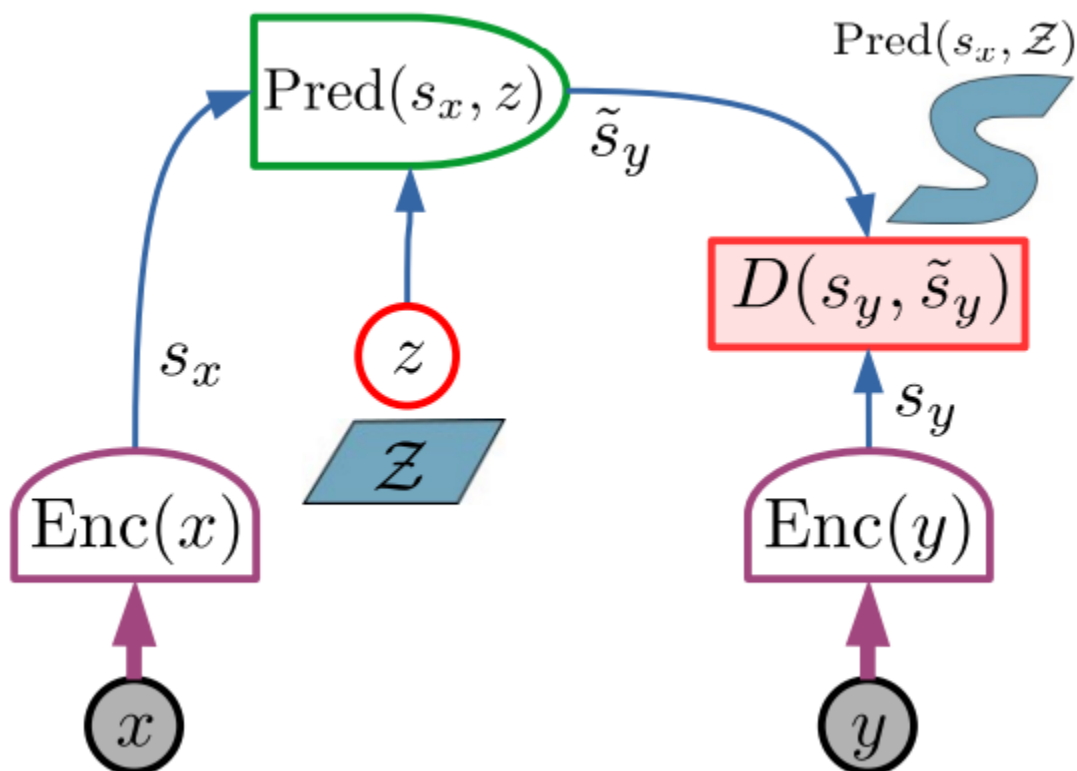 Pred(s_x, 𝒵)
Pred(s_x, z)
s̃_y
D(s_y, s̃_y)
s_x
z
s_y
𝒵
Enc(x)
Enc(y)
x
y